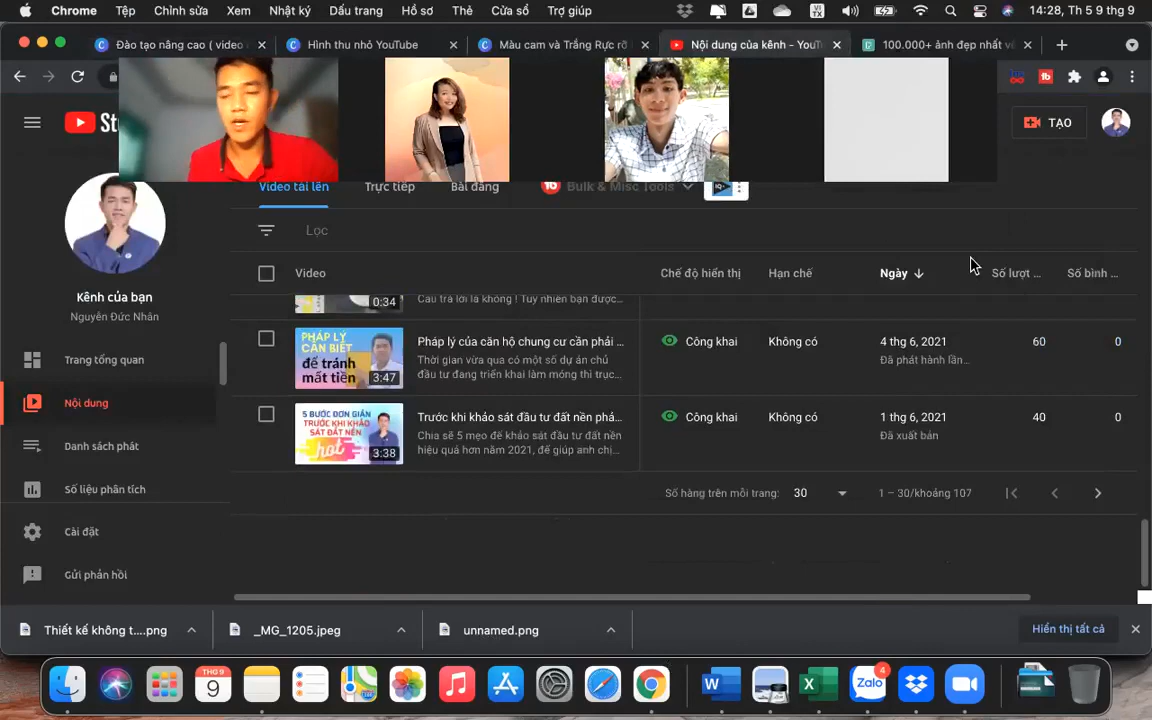 Chrome Tệp Chỉnh sửa Xem Nhật ký Dấu trang Hồ sơ Thẻ Cửa sổ Trợ giúp
14:28, Th 5 9 thg 9
Đào tạo nâng cao ( video
Hình thu nhỏ YouTube
Màu cam và Trắng Rực rỡ
Nội dung của kênh - YouT
100.000+ ảnh đẹp nhất v
TẠO
Video tải lên Trực tiếp Bài đăng Bulk & Misc Tools
Lọc
Video Chế độ hiển thị Hạn chế Ngày Số lượt ... Số bình ...
Kênh của bạn
Nguyễn Đức Nhân
Trang tổng quan
Nội dung
Danh sách phát
Số liệu phân tích
Cài đặt
Gửi phản hồi
0:34
Câu trả lời là không ! Tuy nhiên bạn được...
PHÁP LÝ
CẦN BIẾT
để tránh
mất tiền
3:47
Pháp lý của căn hộ chung cư cần phải ...
Thời gian vừa qua có một số dự án chủ
đầu tư đang triển khai làm móng thì trục...
Công khai Không có 4 thg 6, 2021 60 0
Đã phát hành lần...
5 BƯỚC ĐƠN GIẢN
TRƯỚC KHI KHẢO
SÁT ĐẤT NỀN
hot
3:38
Trước khi khảo sát đầu tư đất nền phả...
Chia sẽ 5 mẹo để khảo sát đầu tư đất nền
hiệu quả hơn năm 2021, để giúp anh chị...
Công khai Không có 1 thg 6, 2021 40 0
Đã xuất bản
Số hàng trên mỗi trang: 30 1 – 30/khoảng 107
Thiết kế không t....png
_MG_1205.jpeg
unnamed.png
Hiển thị tất cả
THG 9
9
Zalo
4